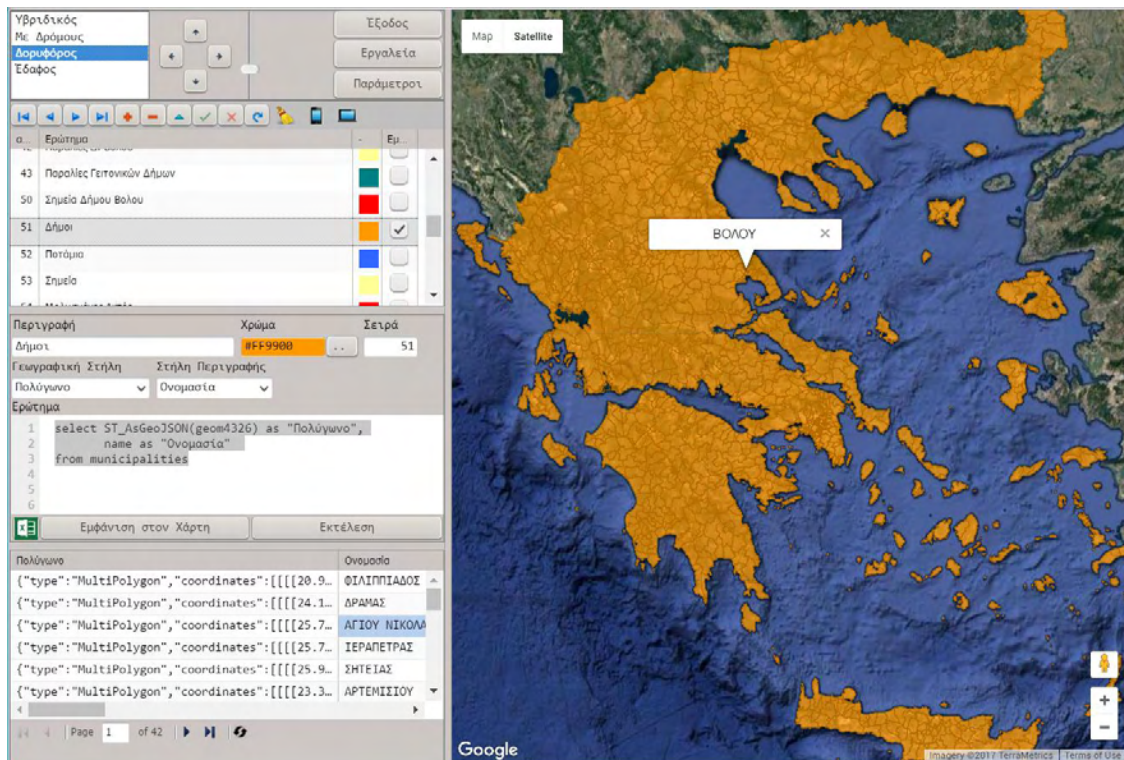 Υβριδικός
Με Δρόμους
Δορυφόρος
Έδαφος
Έξοδος
Εργαλεία
Παράμετροι
α... Ερώτημα - Εμ...
43 Παραλίες Γειτονικών Δήμων
50 Σημεία Δήμου Βολου
51 Δήμοι
52 Ποτάμια
53 Σημεία
Περιγραφή Χρώμα Σειρά
Δήμοι #FF9900 .. 51
Γεωγραφική Στήλη Στήλη Περιγραφής
Πολύγωνο Ονομασία
Ερώτημα
1 select ST_AsGeoJSON(geom4326) as "Πολύγωνο",
2 name as "Ονομασία"
3 from municipalities
4
5
6
Εμφάνιση στον Χάρτη Εκτέλεση
Πολύγωνο Ονομασία
{"type":"MultiPolygon","coordinates":[[[[20.9... ΦΙΛΙΠΠΙΑΔΟΣ
{"type":"MultiPolygon","coordinates":[[[[24.1... ΔΡΑΜΑΣ
{"type":"MultiPolygon","coordinates":[[[[25.7... ΑΓΙΟΥ ΝΙΚΟΛΑ
{"type":"MultiPolygon","coordinates":[[[[25.7... ΙΕΡΑΠΕΤΡΑΣ
{"type":"MultiPolygon","coordinates":[[[[25.9... ΣΗΤΕΙΑΣ
{"type":"MultiPolygon","coordinates":[[[[23.3... ΑΡΤΕΜΙΣΙΟΥ
Page 1 of 42
Map Satellite
ΒΟΛΟΥ ×
+
−
Google
Imagery ©2017 TerraMetrics Terms of Use